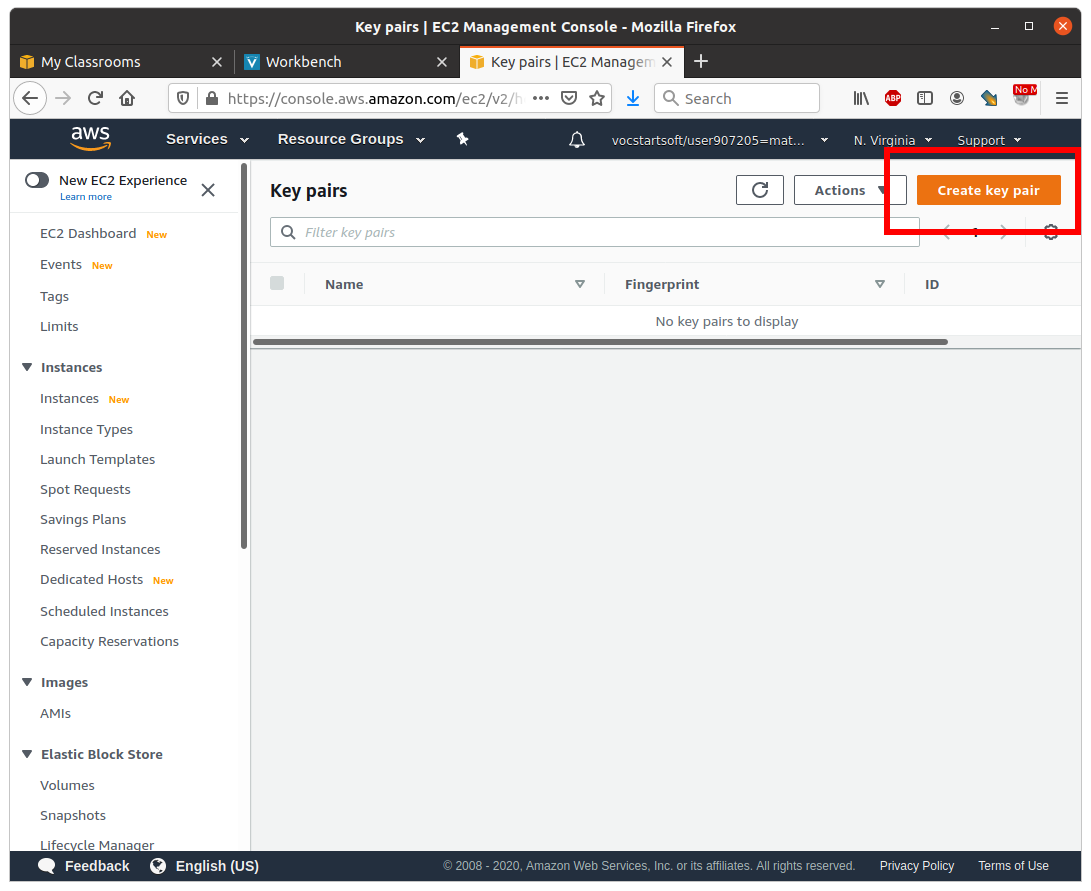 Key pairs | EC2 Management Console - Mozilla Firefox
My Classrooms
Workbench
Key pairs | EC2 Managem
https://console.aws.amazon.com/ec2/v2/h
Search
ABP
No M
aws
Services
Resource Groups
vocstartsoft/user907205=mat...
N. Virginia
Support
New EC2 Experience
Learn more
EC2 Dashboard New
Events New
Tags
Limits
Instances
Instances New
Instance Types
Launch Templates
Spot Requests
Savings Plans
Reserved Instances
Dedicated Hosts New
Scheduled Instances
Capacity Reservations
Images
AMIs
Elastic Block Store
Volumes
Snapshots
Lifecycle Manager
Key pairs
Actions
Create key pair
Filter key pairs
1
Name
Fingerprint
ID
No key pairs to display
Feedback
English (US)
© 2008 - 2020, Amazon Web Services, Inc. or its affiliates. All rights reserved.
Privacy Policy
Terms of Use